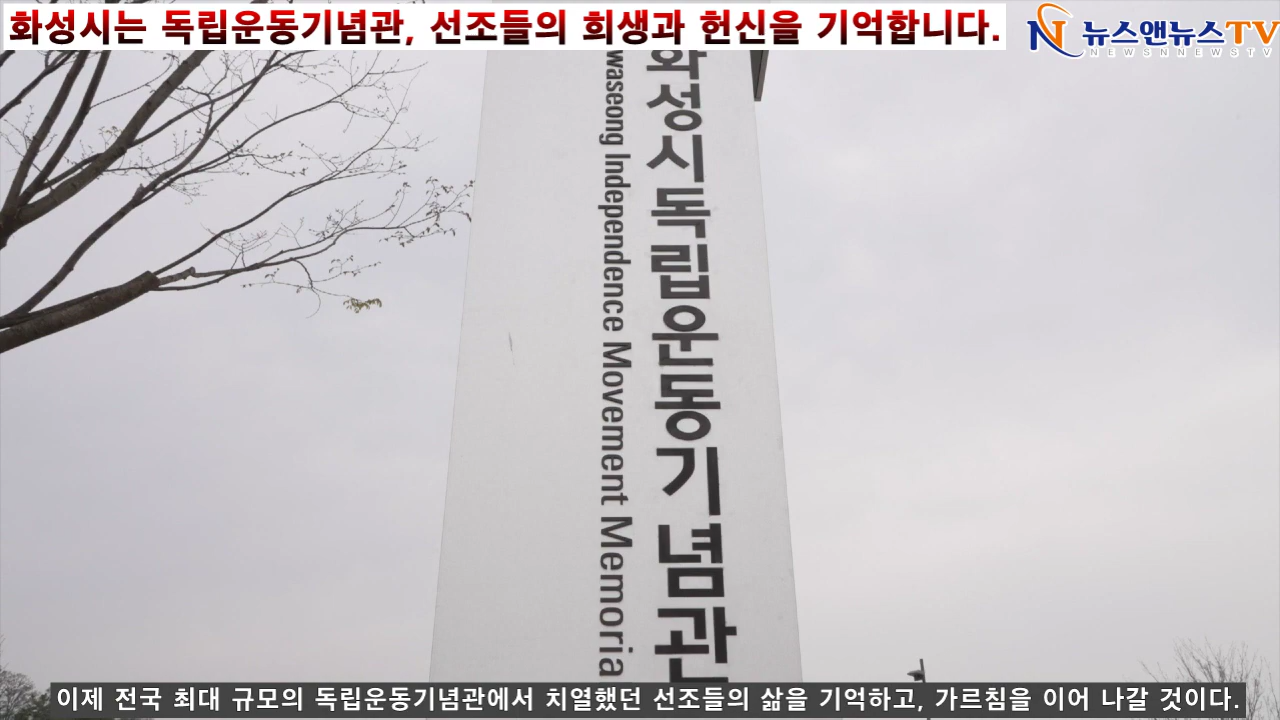 화성시는 독립운동기념관, 선조들의 희생과 헌신을 기억합니다.
뉴스앤뉴스TV
NEWSNNEWSTV
화성시독립운동기념관
waseong Independence Movement Memoria
이제 전국 최대 규모의 독립운동기념관에서 치열했던 선조들의 삶을 기억하고, 가르침을 이어 나갈 것이다.